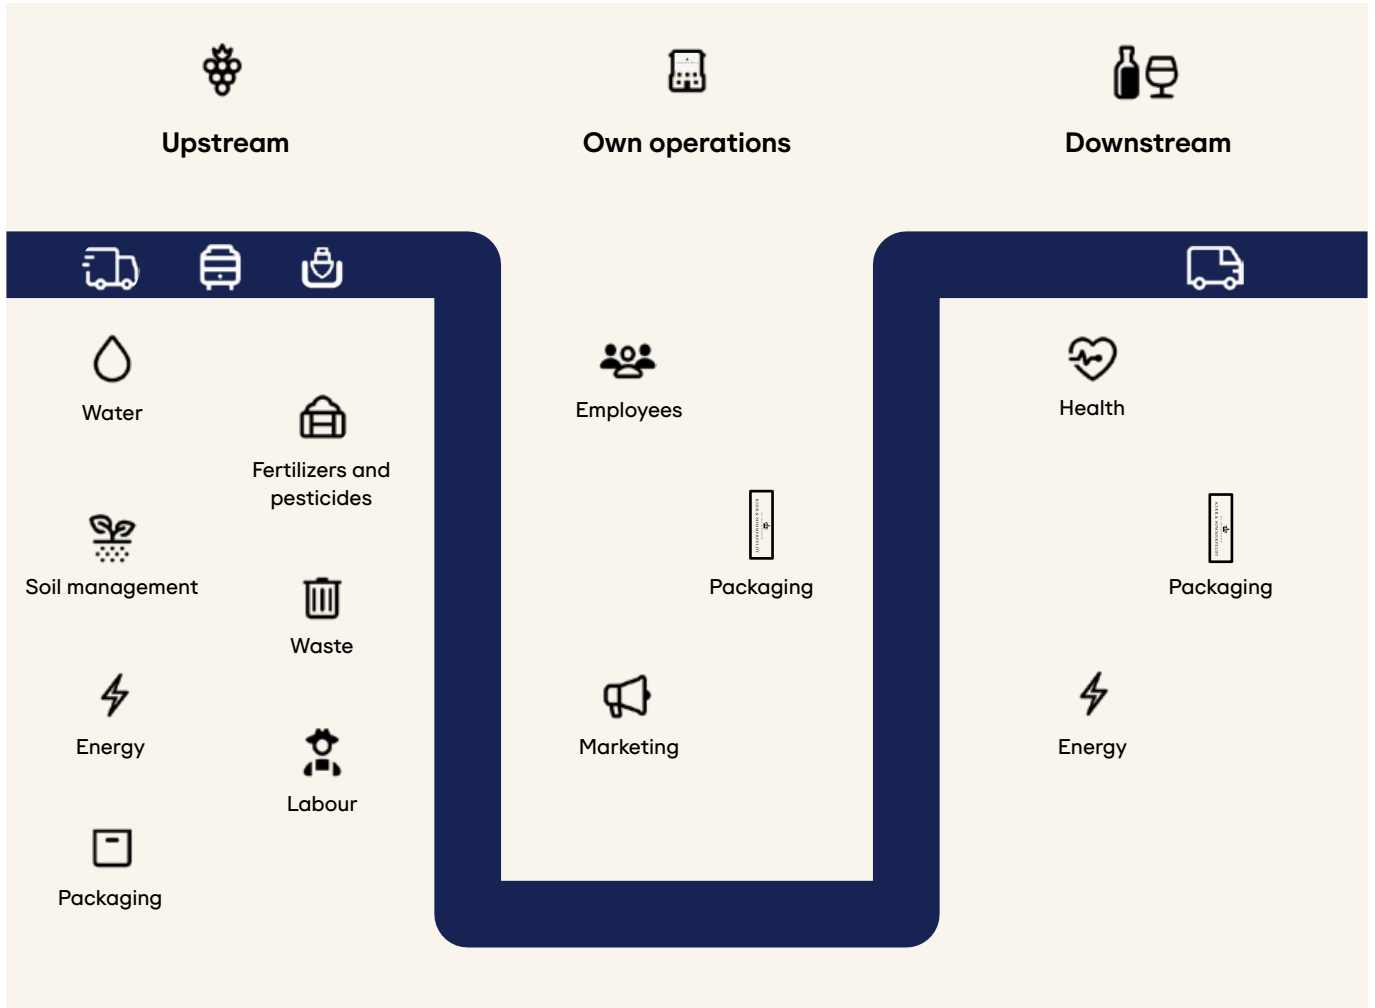 Upstream
Own operations
Downstream
Water
Fertilizers and
pesticides
Soil management
Waste
Energy
Labour
Packaging
Employees
Packaging
Marketing
Health
Packaging
Energy